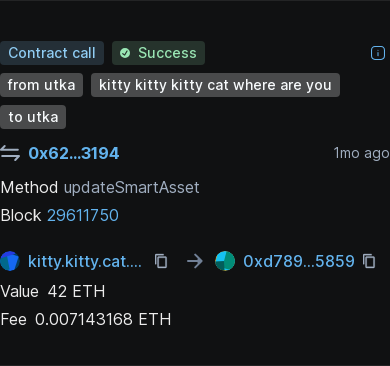 Contract call Success
from utka kitty kitty kitty cat where are you
to utka
0x62...3194 1mo ago
Method updateSmartAsset
Block 29611750
kitty.kitty.cat.... 0xd789...5859
Value 42 ETH
Fee 0.007143168 ETH